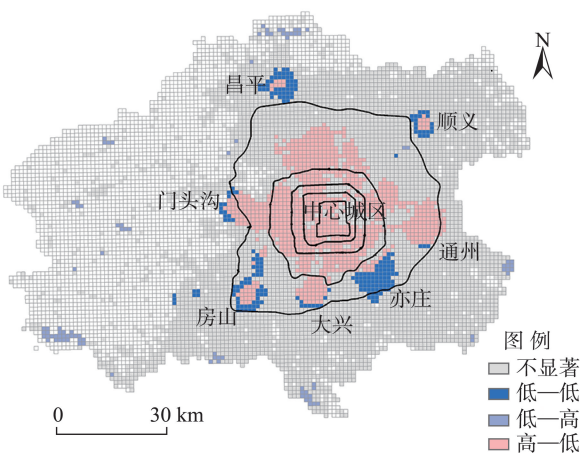 N
昌平
顺义
门头沟
中心城区
通州
亦庄
房山
大兴
图 例
不显著
低—低
低—高
高—低
0 30 km